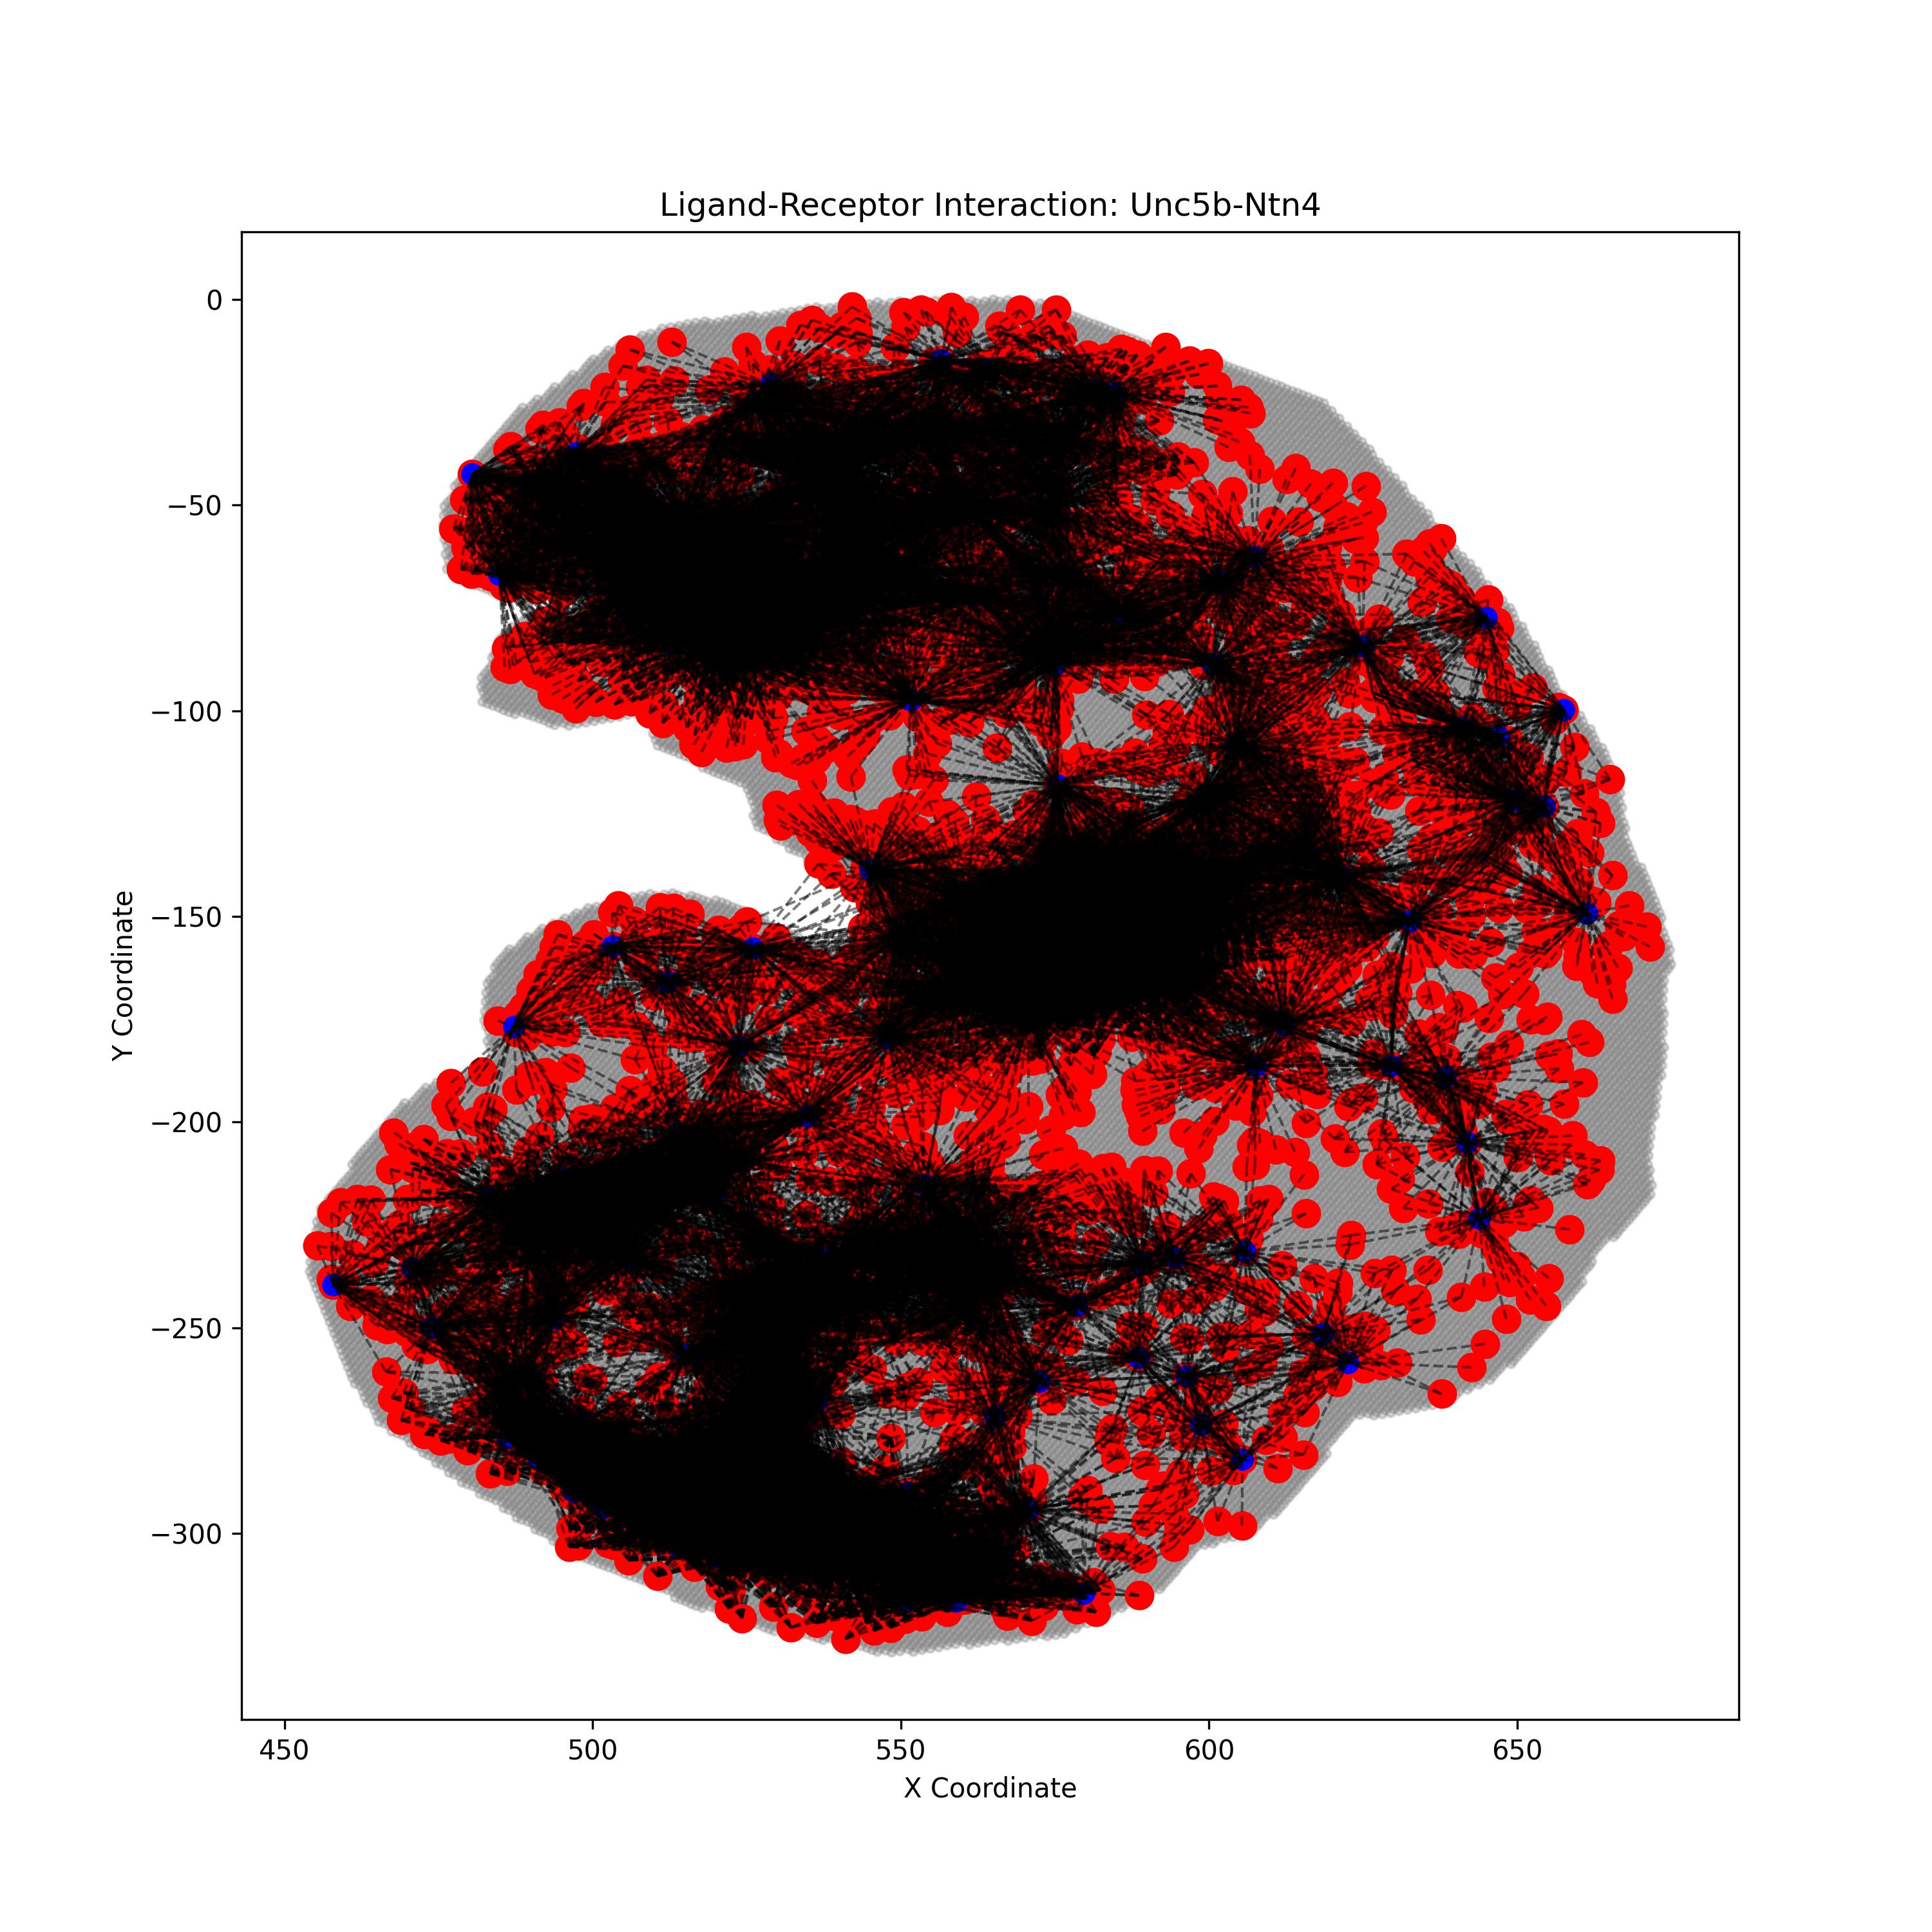 Ligand-Receptor Interaction: Unc5b-Ntn4
0
−50
−100
−150
−200
−250
−300
Y Coordinate
450 500 550 600 650
X Coordinate